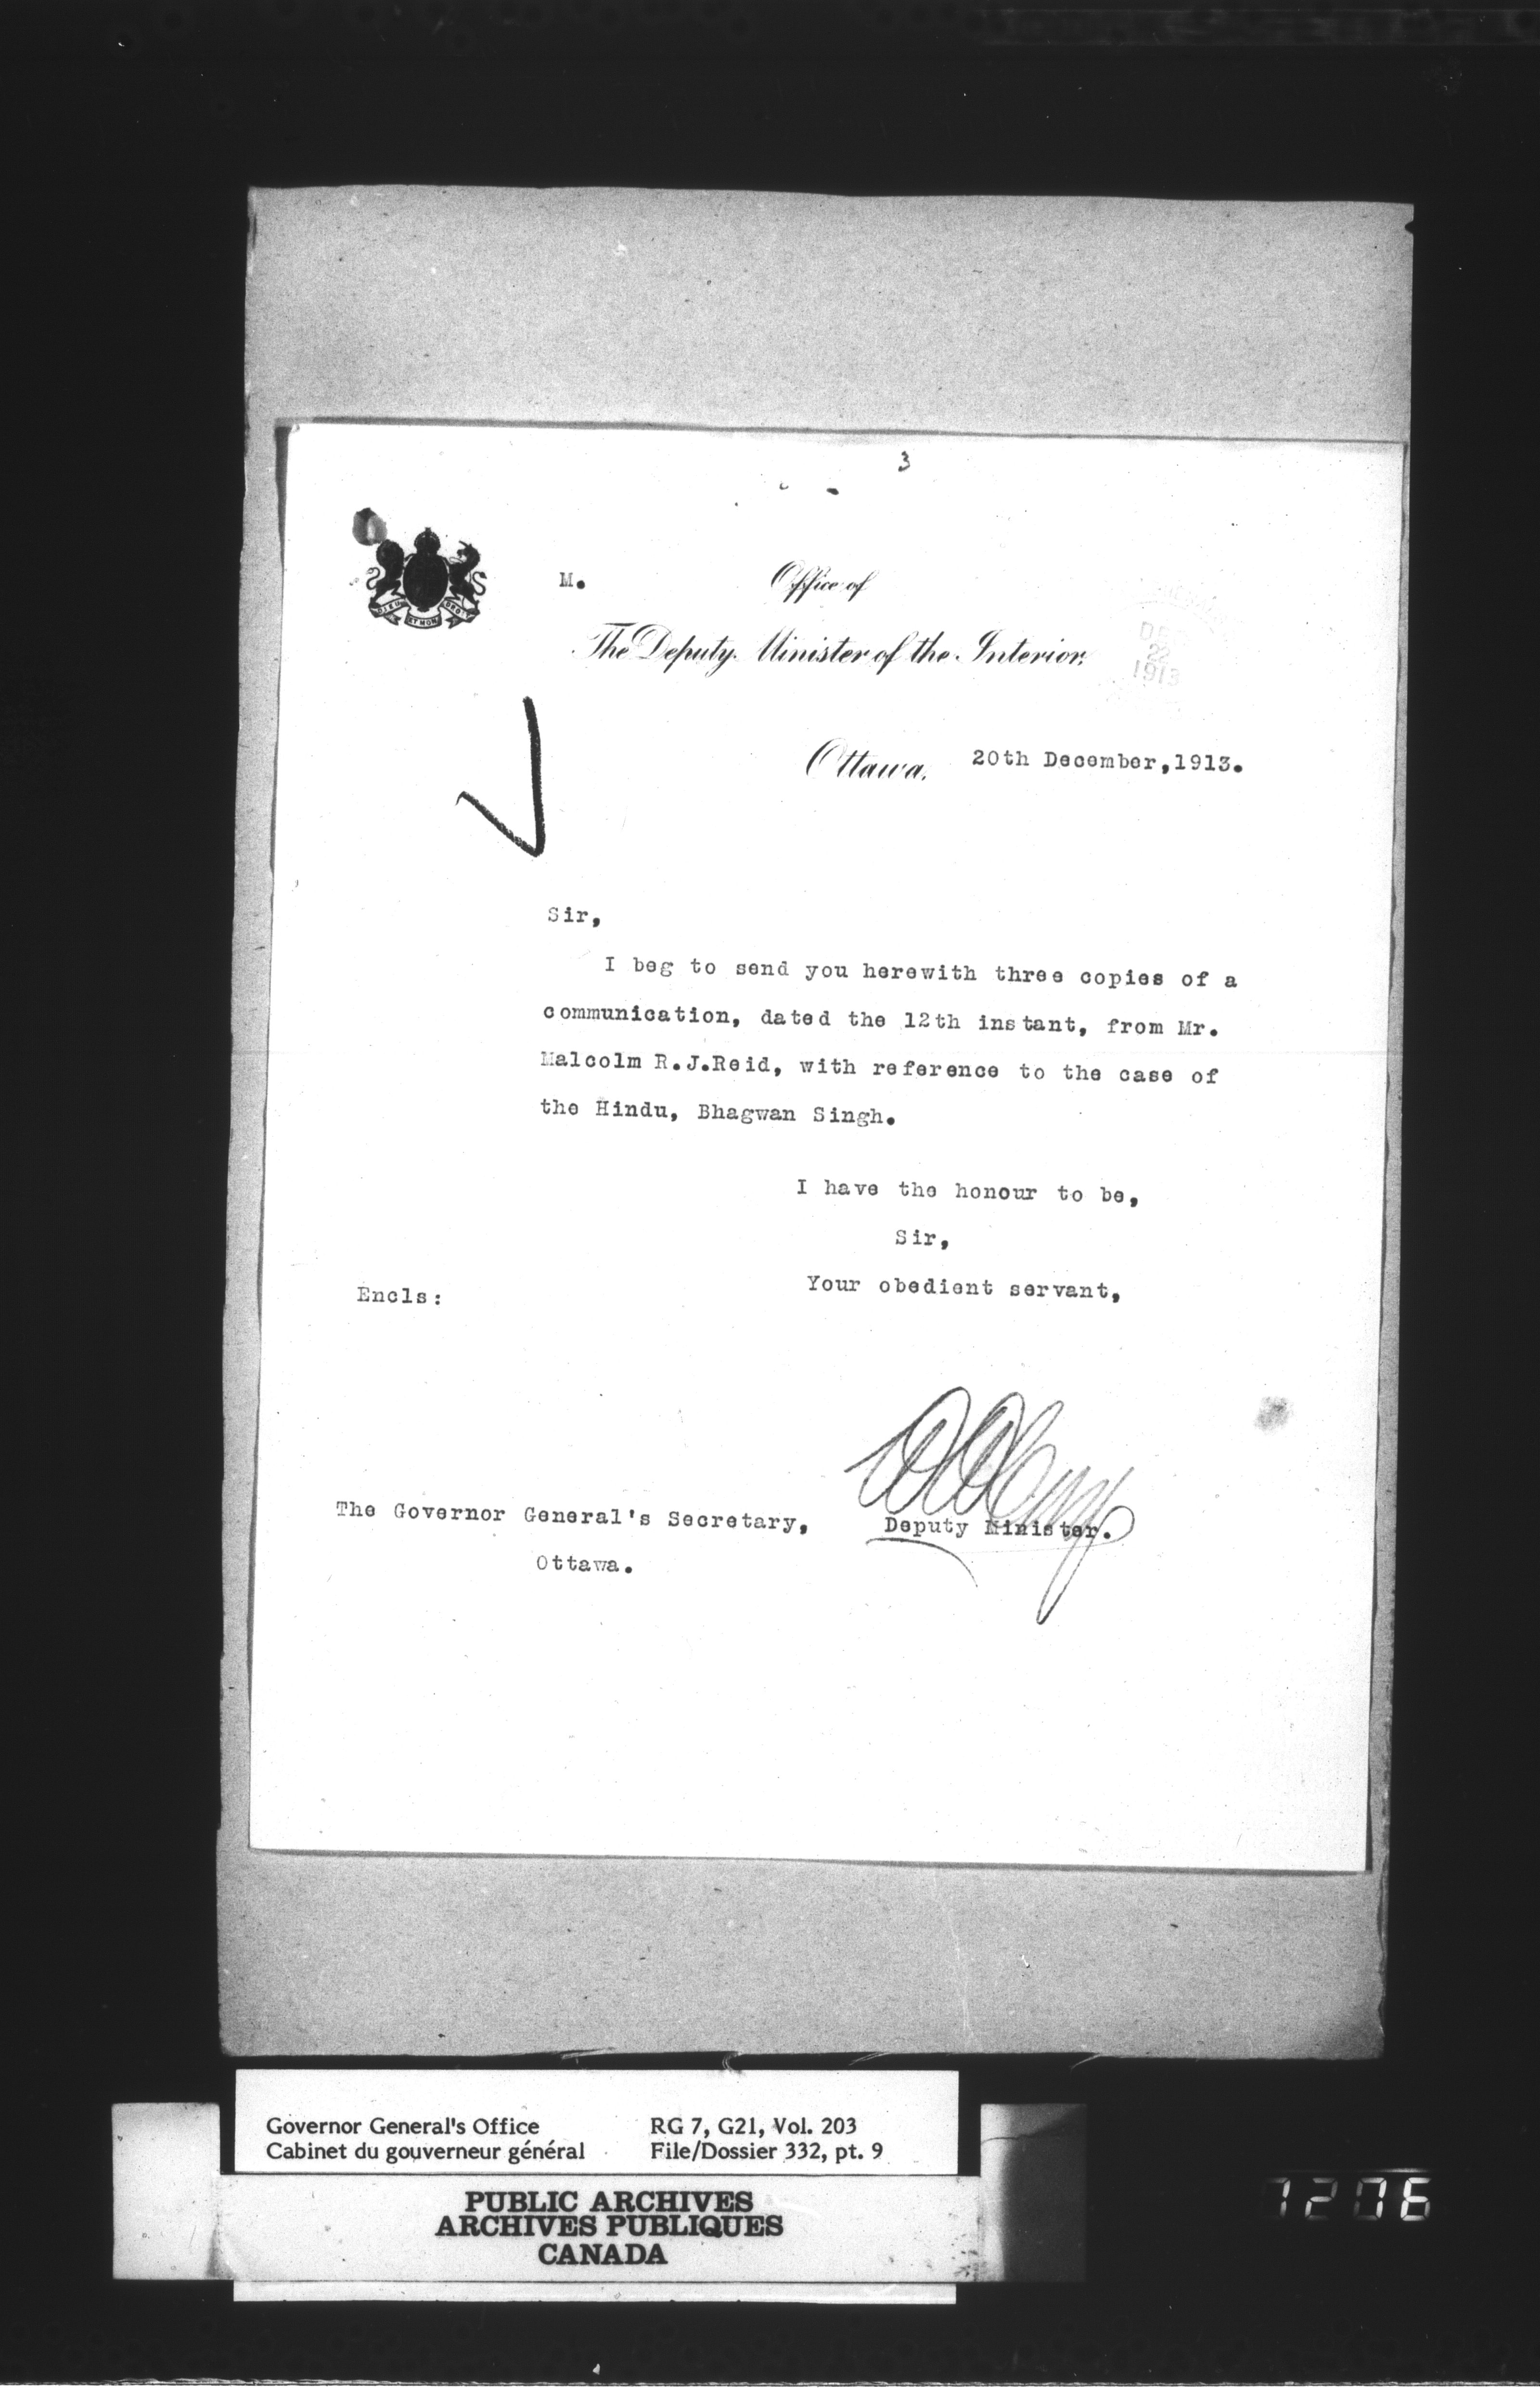 3
M.
Office of
The Deputy Minister of the Interior,
DEC
22
1913
Ottawa, 20th December,1913.
Sir,
I beg to send you herewith three copies of a
communication, dated the 12th instant, from Mr.
Malcolm R.J.Reid, with reference to the case of
the Hindu, Bhagwan Singh.
I have the honour to be,
Sir,
Your obedient servant,
Encls:
Deputy Minister.
The Governor General's Secretary,
Ottawa.
Governor General's Office
Cabinet du gouverneur général
RG 7, G21, Vol. 203
File/Dossier 332, pt. 9
PUBLIC ARCHIVES
ARCHIVES PUBLIQUES
CANADA